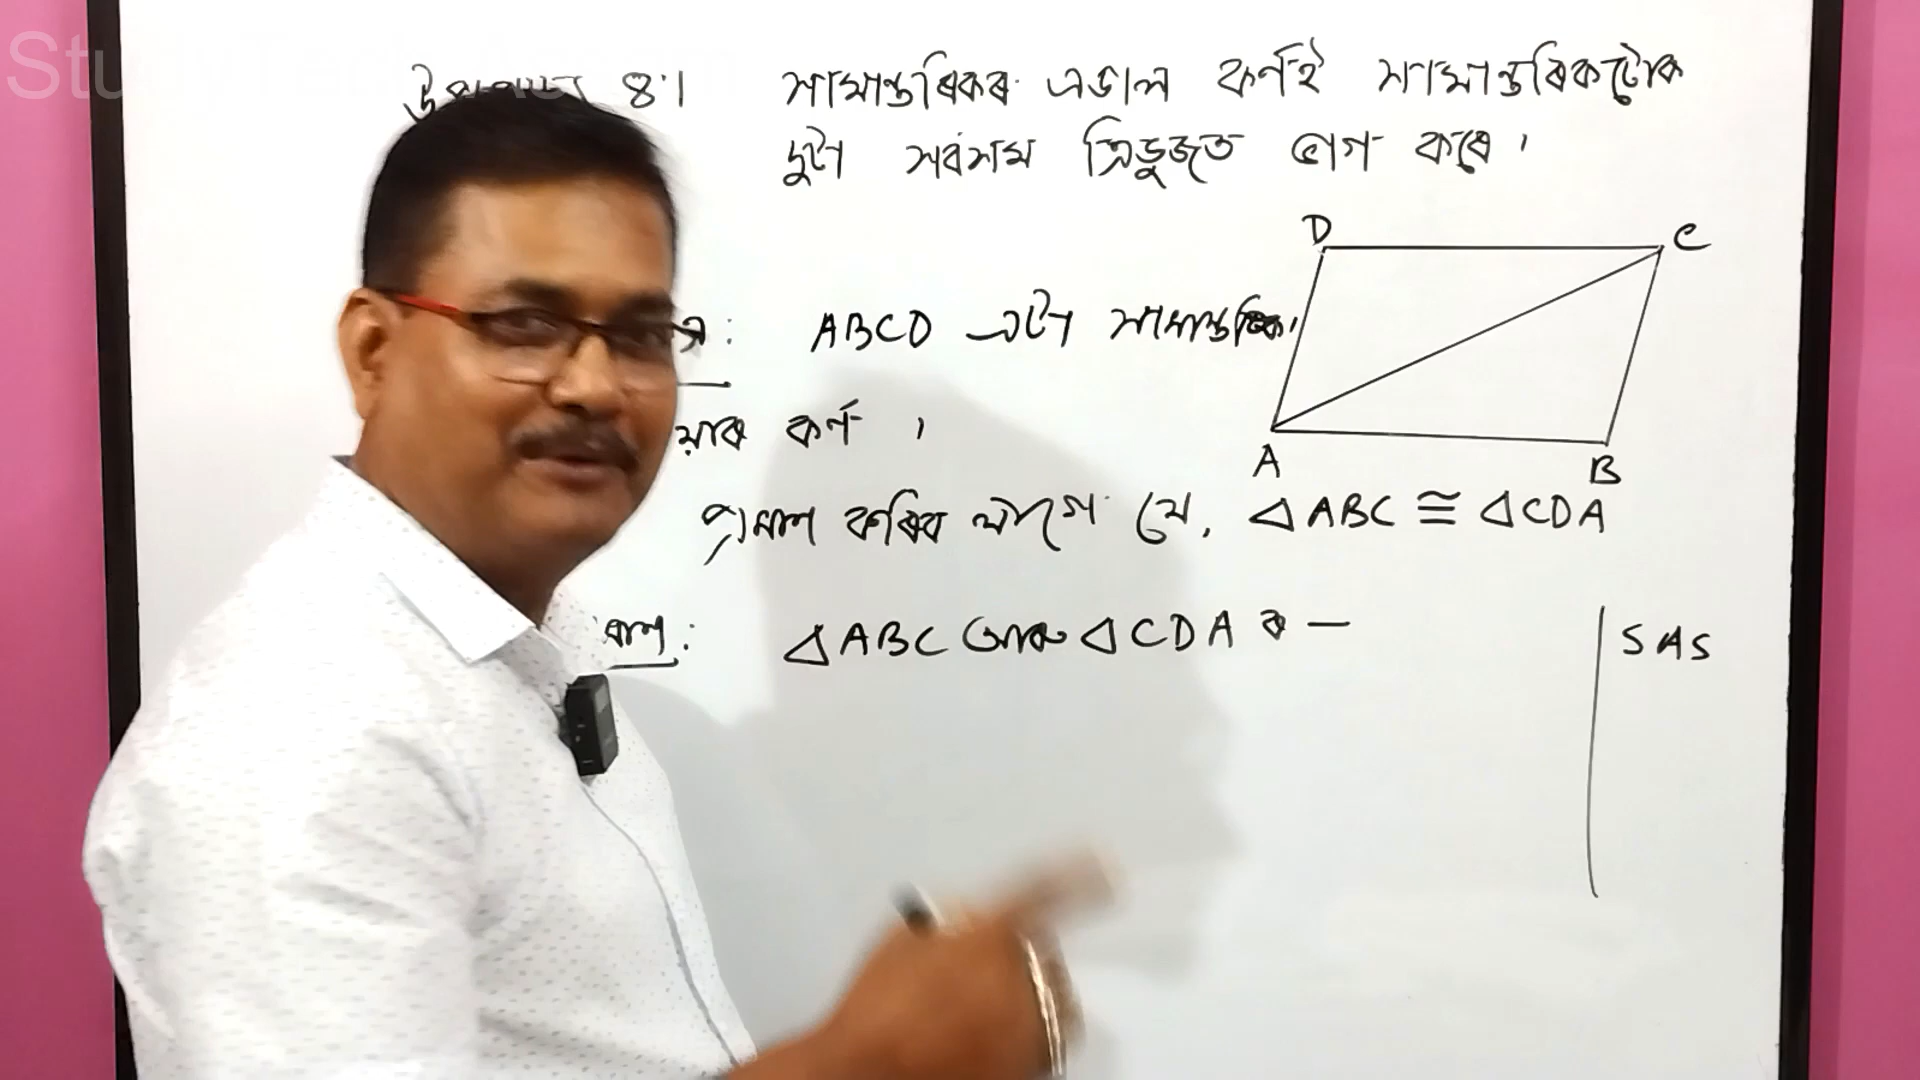 উপপাদ্য ৪.1 সামান্তৰিকৰ এডাল কৰ্ণই সামান্তৰিকটোক
দুটা সৰ্বসম ত্ৰিভুজত ভাগ কৰে ।
D C
ABCD এটা সামান্তৰিক।
কৰ্ণ ।
A B
প্ৰমাণ কৰিব লাগে যে, △ABC ≅ △CDA
△ABC আৰু △CDA ৰ —
SAS